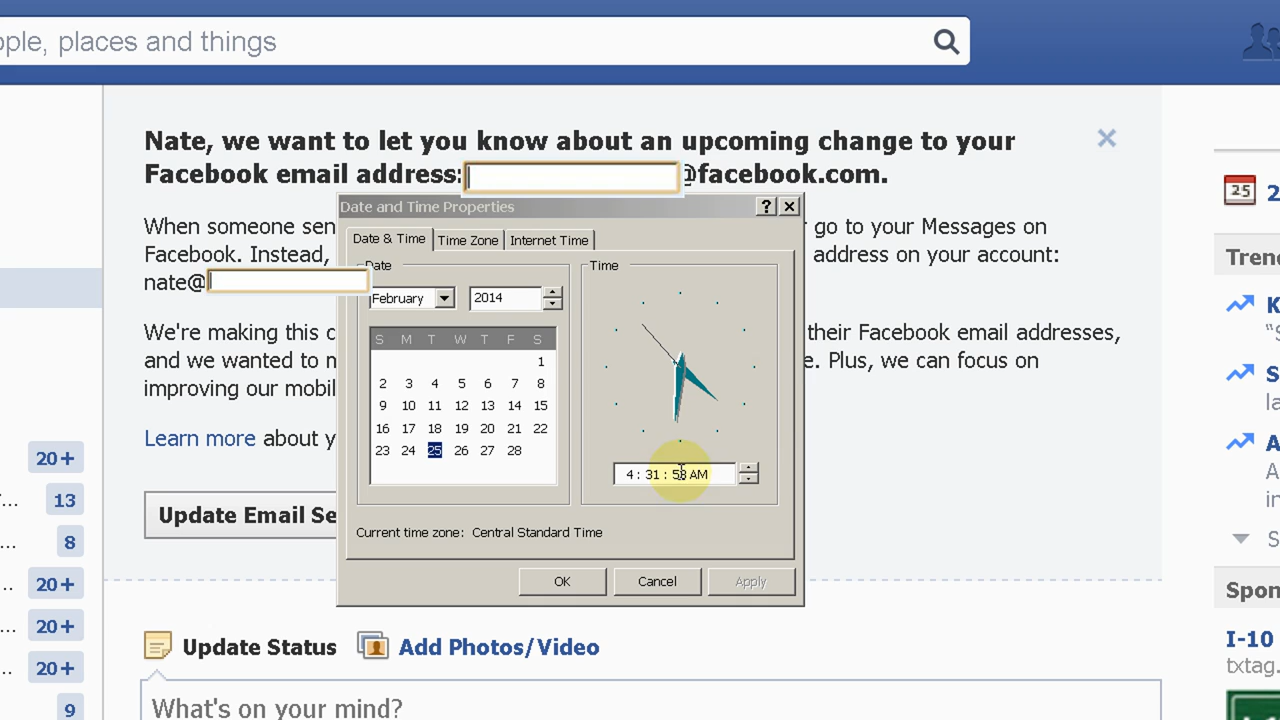 ople, places and things
Nate, we want to let you know about an upcoming change to your
Facebook email address: @facebook.com.
When someone sen go to your Messages on
Facebook. Instead, address on your account:
nate@
We're making this c their Facebook email addresses,
and we wanted to n e. Plus, we can focus on
improving our mobil
Learn more about y
Update Email Se
Date and Time Properties
?
Date & Time Time Zone Internet Time
Date
February 2014
S M T W T F S
1
2 3 4 5 6 7 8
9 10 11 12 13 14 15
16 17 18 19 20 21 22
23 24 25 26 27 28
Time
4 : 31 : 58 AM
Current time zone: Central Standard Time
OK Cancel Apply
20+
... 13
... 8
.. 20+
... 20+
.. 20+
9
Update Status Add Photos/Video
What's on your mind?
25 2
Tren
K
"S
S
la
A
A
in
S
Spon
I-10
txtag.